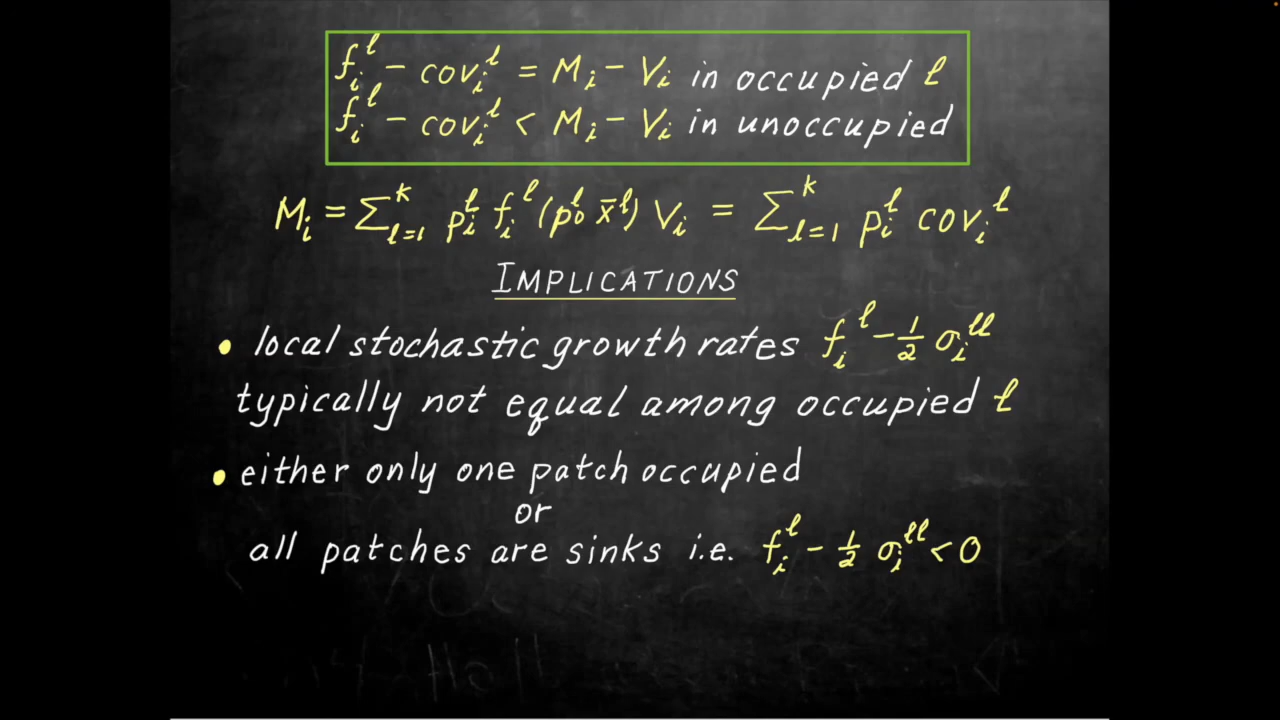 f_i^l − cov_i^l = M_i − V_i in occupied l
f_i^l − cov_i^l < M_i − V_i in unoccupied
M_i = ∑_{l=1}^k p_i^l f_i^l (p_0^l x̄^l) V_i = ∑_{l=1}^k p_i^l cov_i^l
IMPLICATIONS
• local stochastic growth rates f_i^l − 1/2 σ_i^{ll}
typically not equal among occupied l
• either only one patch occupied
or
all patches are sinks i.e. f_i^l − 1/2 σ_i^{ll} < 0